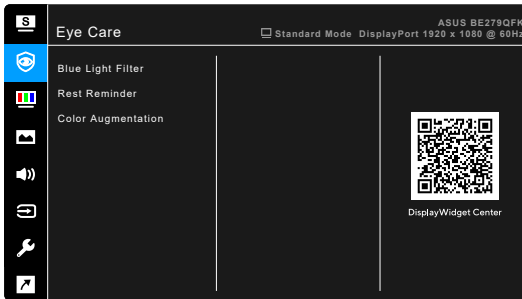 S
Eye Care
ASUS BE279QFK
Standard Mode DisplayPort 1920 x 1080 @ 60Hz
Blue Light Filter
Rest Reminder
Color Augmentation
DisplayWidget Center